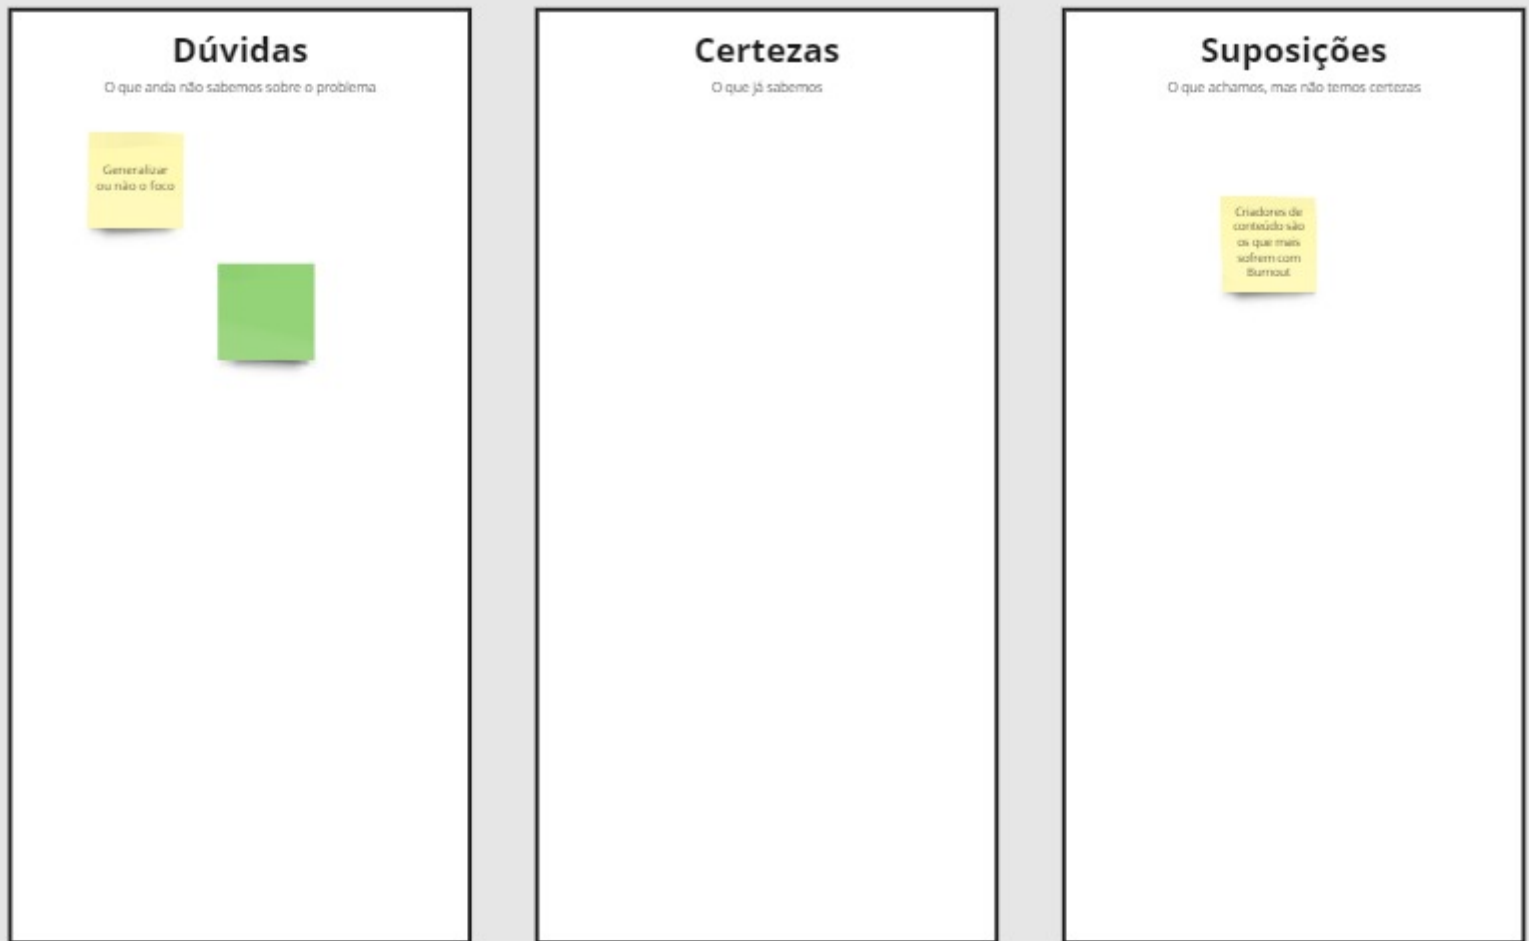 Dúvidas
O que anda não sabemos sobre o problema
Generalizar
ou não o foco
Certezas
O que já sabemos
Suposições
O que achamos, mas não temos certezas
Criadores de
conteúdo são
os que mais
sofrem com
Burnout